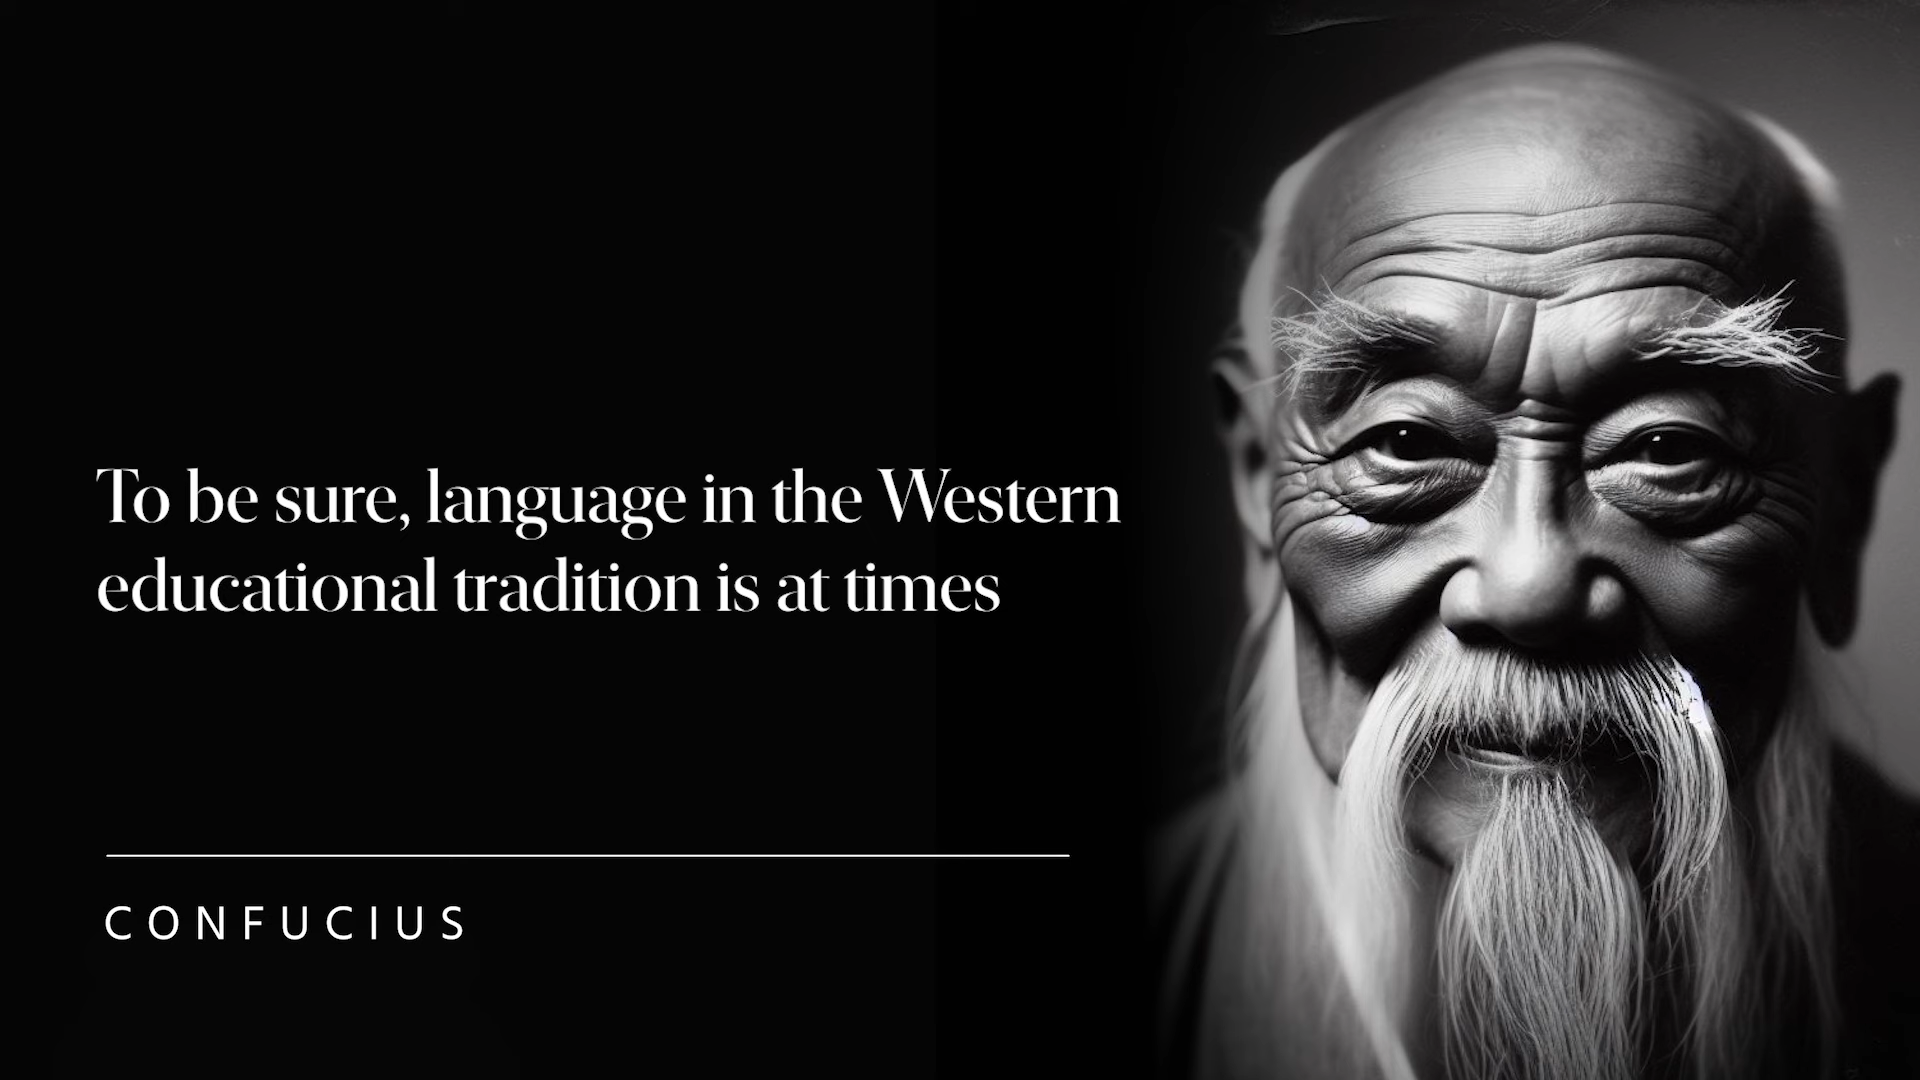 To be sure, language in the Western
educational tradition is at times
CONFUCIUS